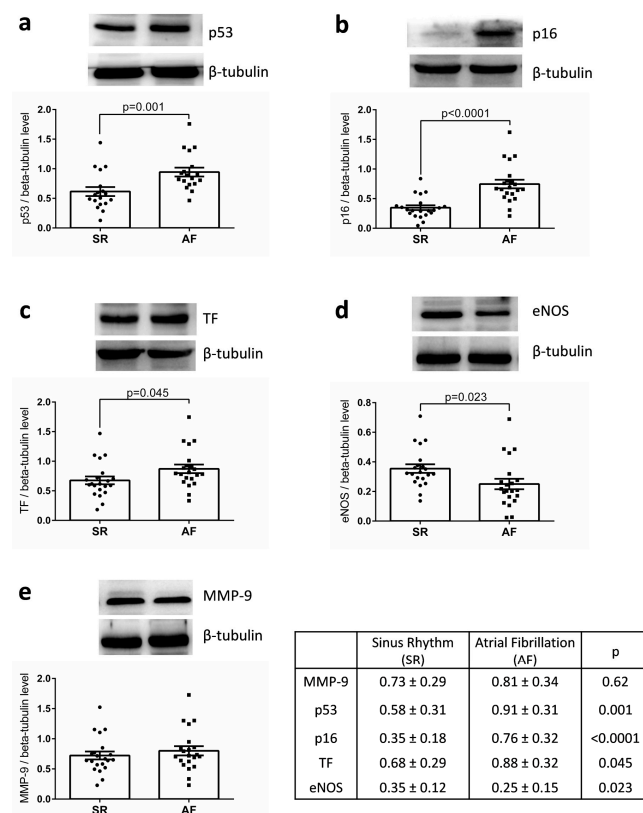 a
p53
β-tubulin
p53 / beta-tubulin level
2.0
1.5
1.0
0.5
0.0
p=0.001
SR AF
b
p16
β-tubulin
p16 / beta-tubulin level
2.0
1.5
1.0
0.5
0.0
p<0.0001
SR AF
c
TF
β-tubulin
TF / beta-tubulin level
2.0
1.5
1.0
0.5
0.0
p=0.045
SR AF
d
eNOS
β-tubulin
eNOS / beta-tubulin level
0.8
0.6
0.4
0.2
0.0
p=0.023
SR AF
e
MMP-9
β-tubulin
MMP-9 / beta-tubulin level
2.0
1.5
1.0
0.5
0.0
SR AF
Sinus Rhythm (SR) Atrial Fibrillation (AF) p
MMP-9 0.73 ± 0.29 0.81 ± 0.34 0.62
p53 0.58 ± 0.31 0.91 ± 0.31 0.001
p16 0.35 ± 0.18 0.76 ± 0.32 <0.0001
TF 0.68 ± 0.29 0.88 ± 0.32 0.045
eNOS 0.35 ± 0.12 0.25 ± 0.15 0.023